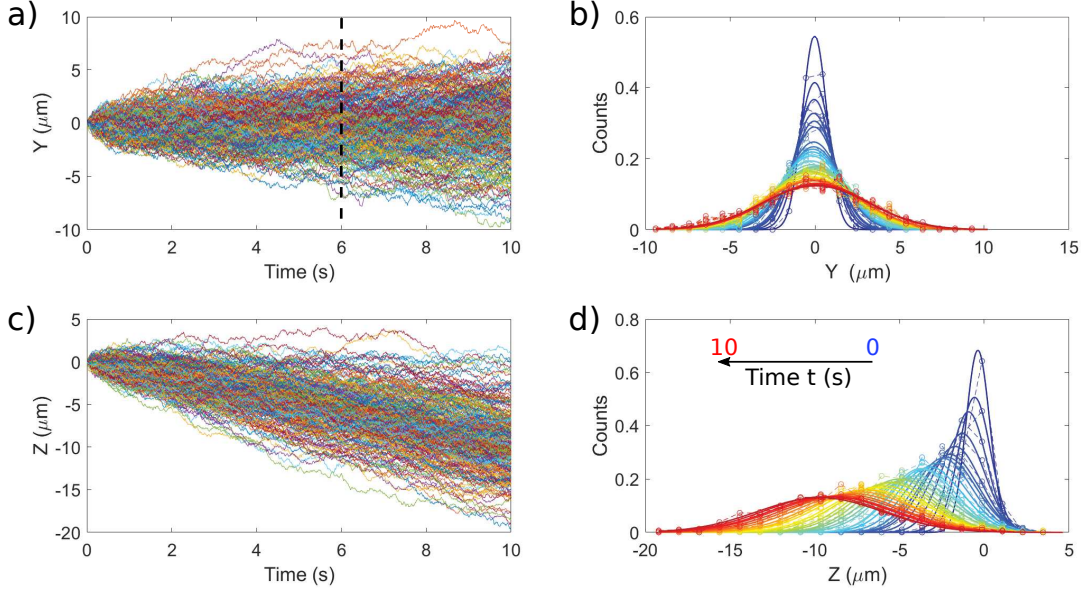 a)
10
5
0
-5
-10
Y (μm)
0 2 4 6 8 10
Time (s)
b)
0.6
0.4
0.2
0
Counts
-10 -5 0 5 10 15
Y (μm)
c)
5
0
-5
-10
-15
-20
Z (μm)
0 2 4 6 8 10
Time (s)
d)
0.8
0.6
0.4
0.2
0
Counts
10 0
Time t (s)
-20 -15 -10 -5 0 5
Z (μm)